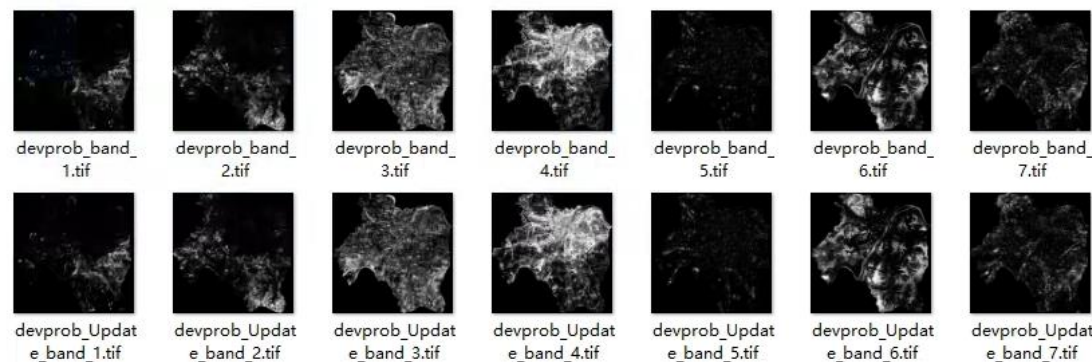 devprob_band_ devprob_band_ devprob_band_ devprob_band_ devprob_band_ devprob_band_ devprob_band_
1.tif 2.tif 3.tif 4.tif 5.tif 6.tif 7.tif
devprob_Updat devprob_Updat devprob_Updat devprob_Updat devprob_Updat devprob_Updat devprob_Updat
e_band_1.tif e_band_2.tif e_band_3.tif e_band_4.tif e_band_5.tif e_band_6.tif e_band_7.tif